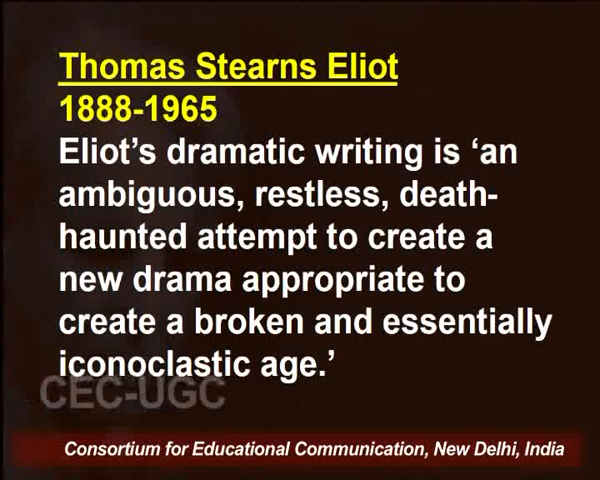 Thomas Stearns Eliot
1888-1965
Eliot’s dramatic writing is ‘an
ambiguous, restless, death-
haunted attempt to create a
new drama appropriate to
create a broken and essentially
iconoclastic age.’
CEC-UGC
Consortium for Educational Communication, New Delhi, India